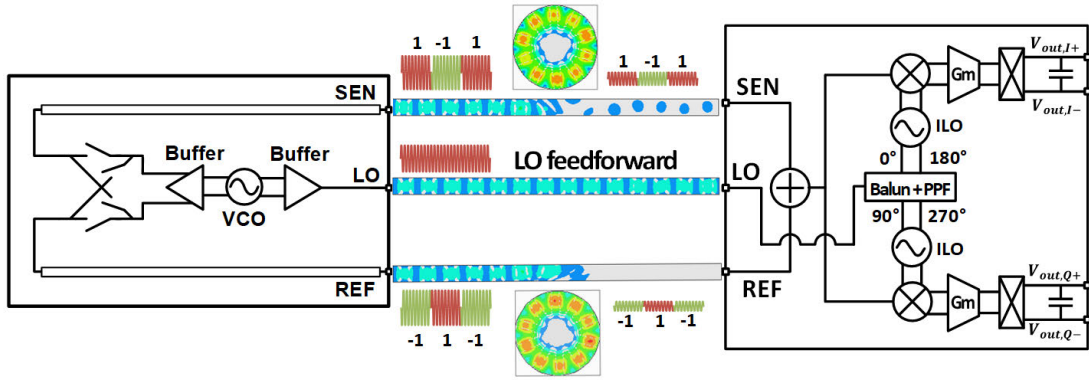 1 -1 1
1 -1 1
SEN
SEN
Buffer
Buffer
VCO
LO
LO feedforward
LO
REF
REF
-1 1 -1
-1 1 -1
Gm
V_out,I+
V_out,I−
ILO
0° 180°
Balun+PPF
90° 270°
ILO
Gm
V_out,Q+
V_out,Q−